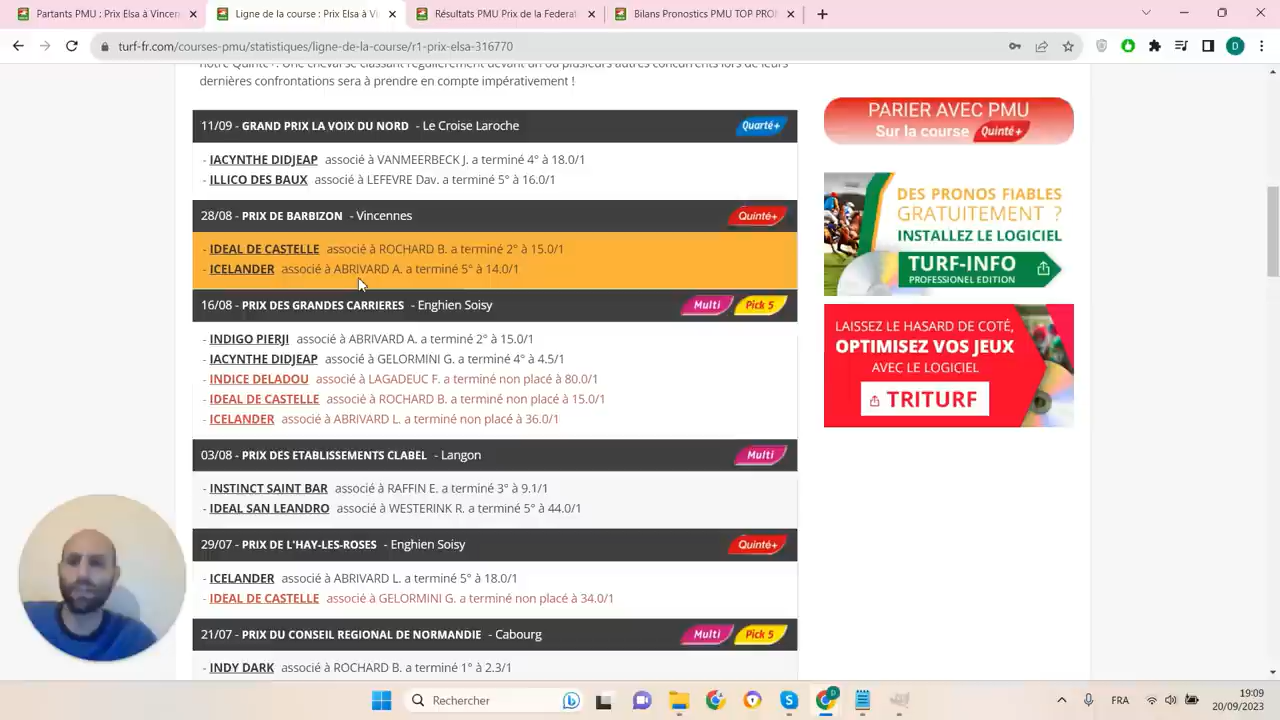 Partants PMU : Prix Elsa à Vincen
Ligne de la Course : Prix Elsa à Vi
Résultats PMU Prix de la Federat
Bilans Pronostics PMU TOP PRON
turf-fr.com/courses-pmu/statistiques/ligne-de-la-course/r1-prix-elsa-316770
D
notre Quinté+. Une cheval se classant régulièrement devant un ou plusieurs autres concurrents lors de leurs
dernières confrontations sera à prendre en compte impérativement !
11/09 - GRAND PRIX LA VOIX DU NORD - Le Croise Laroche Quarté+
- IACYNTHE DIDJEAP associé à VANMEERBECK J. a terminé 4° à 18.0/1
- ILLICO DES BAUX associé à LEFEVRE Dav. a terminé 5° à 16.0/1
28/08 - PRIX DE BARBIZON - Vincennes Quinté+
- IDEAL DE CASTELLE associé à ROCHARD B. a terminé 2° à 15.0/1
- ICELANDER associé à ABRIVARD A. a terminé 5° à 14.0/1
16/08 - PRIX DES GRANDES CARRIERES - Enghien Soisy Multi Pick 5
- INDIGO PIERJI associé à ABRIVARD A. a terminé 2° à 15.0/1
- IACYNTHE DIDJEAP associé à GELORMINI G. a terminé 4° à 4.5/1
- INDICE DELADOU associé à LAGADEUC F. a terminé non placé à 80.0/1
- IDEAL DE CASTELLE associé à ROCHARD B. a terminé non placé à 15.0/1
- ICELANDER associé à ABRIVARD L. a terminé non placé à 36.0/1
03/08 - PRIX DES ETABLISSEMENTS CLABEL - Langon Multi
- INSTINCT SAINT BAR associé à RAFFIN E. a terminé 3° à 9.1/1
- IDEAL SAN LEANDRO associé à WESTERINK R. a terminé 5° à 44.0/1
29/07 - PRIX DE L'HAY-LES-ROSES - Enghien Soisy Quinté+
- ICELANDER associé à ABRIVARD L. a terminé 5° à 18.0/1
- IDEAL DE CASTELLE associé à GELORMINI G. a terminé non placé à 34.0/1
21/07 - PRIX DU CONSEIL REGIONAL DE NORMANDIE - Cabourg Multi Pick 5
- INDY DARK associé à ROCHARD B. a terminé 1° à 2.3/1
PARIER AVEC PMU
Sur la course Quinté+
DES PRONOS FIABLES
GRATUITEMENT ?
INSTALLEZ LE LOGICIEL
TURF-INFO
PROFESSIONEL EDITION
LAISSEZ LE HASARD DE COTÉ,
OPTIMISEZ VOS JEUX
AVEC LE LOGICIEL
TRITURF
Rechercher
FRA
19:09
20/09/2023